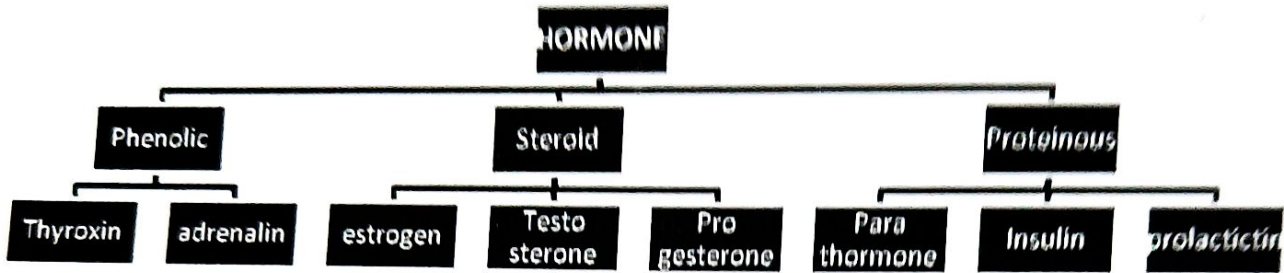 HORMONE
Phenolic
Steroid
Proteinous
Thyroxin
adrenalin
estrogen
Testo
sterone
Pro
gesterone
Para
thormone
Insulin
prolactictin